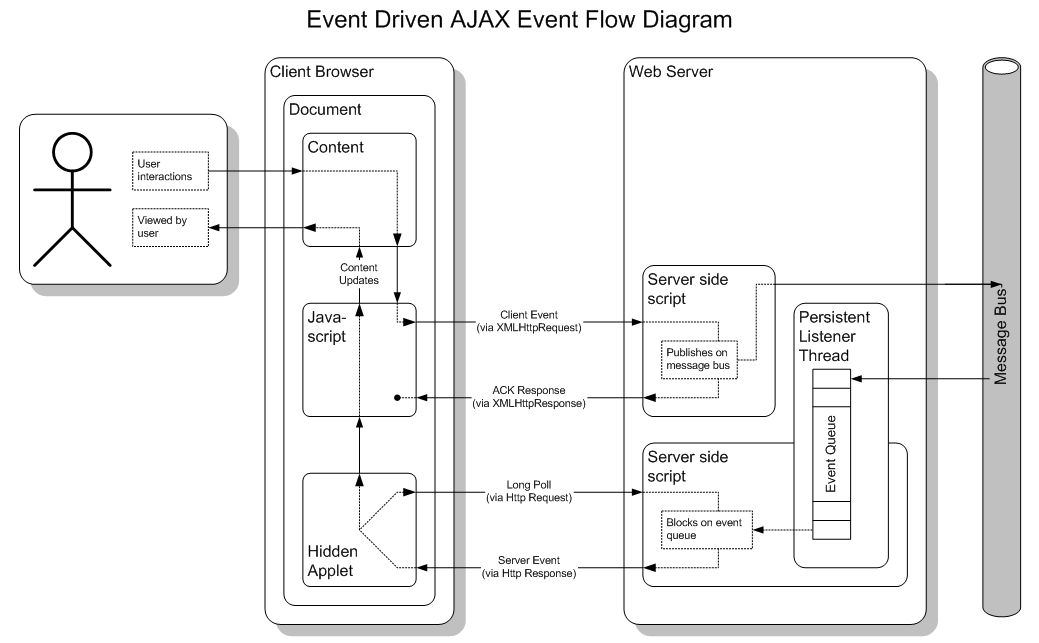 Event Driven AJAX Event Flow Diagram
Client Browser
Document
Content
User
interactions
Viewed by
user
Content
Updates
Java-
script
Hidden
Applet
Client Event
(via XMLHttpRequest)
ACK Response
(via XMLHttpResponse)
Long Poll
(via Http Request)
Server Event
(via Http Response)
Web Server
Server side
script
Publishes on
message bus
Persistent
Listener
Thread
Event Queue
Server side
script
Blocks on event
queue
Message Bus